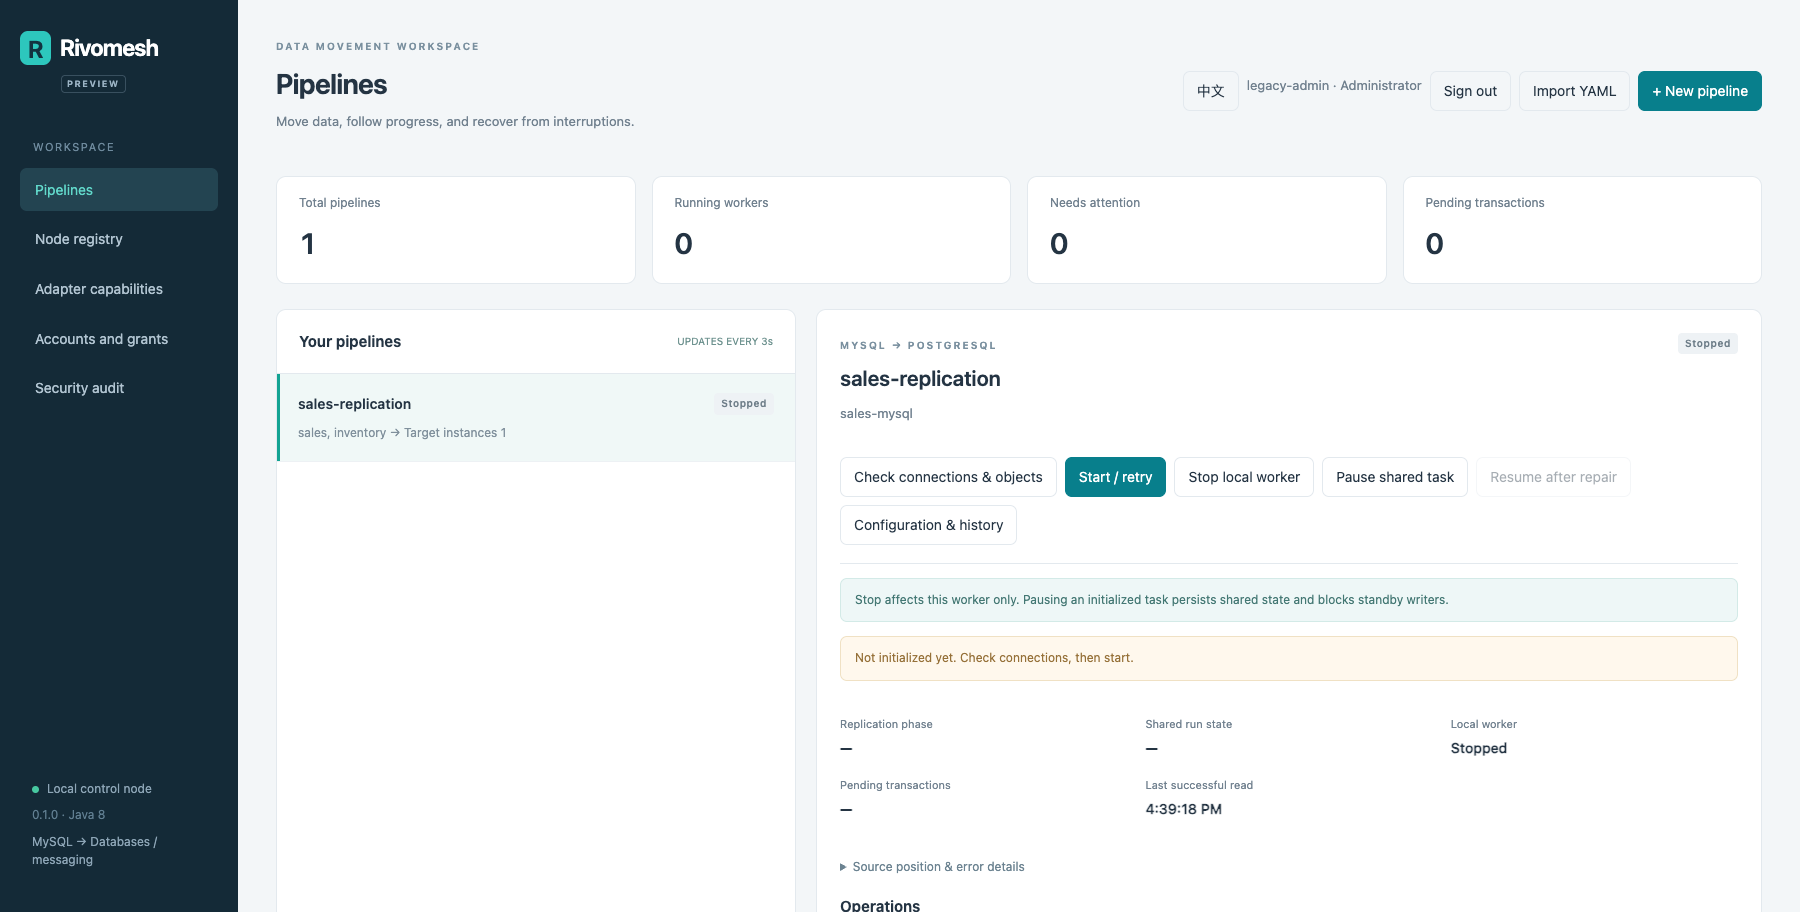 R Rivomesh
PREVIEW
WORKSPACE
Pipelines
Node registry
Adapter capabilities
Accounts and grants
Security audit
Local control node
0.1.0 · Java 8
MySQL → Databases /
messaging
DATA MOVEMENT WORKSPACE
Pipelines
Move data, follow progress, and recover from interruptions.
中文
legacy-admin · Administrator
Sign out
Import YAML
+ New pipeline
Total pipelines
1
Running workers
0
Needs attention
0
Pending transactions
0
Your pipelines
UPDATES EVERY 3s
sales-replication
Stopped
sales, inventory → Target instances 1
MYSQL → POSTGRESQL
Stopped
sales-replication
sales-mysql
Check connections & objects
Start / retry
Stop local worker
Pause shared task
Resume after repair
Configuration & history
Stop affects this worker only. Pausing an initialized task persists shared state and blocks standby writers.
Not initialized yet. Check connections, then start.
Replication phase
—
Shared run state
—
Local worker
Stopped
Pending transactions
—
Last successful read
4:39:18 PM
▶ Source position & error details
Operations